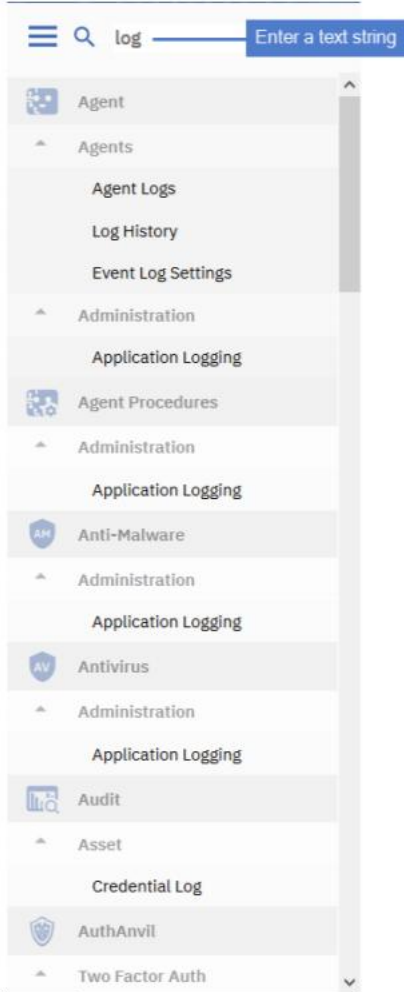 log
Enter a text string
Agent
Agents
Agent Logs
Log History
Event Log Settings
Administration
Application Logging
Agent Procedures
Administration
Application Logging
AM
Anti-Malware
Administration
Application Logging
AV
Antivirus
Administration
Application Logging
Audit
Asset
Credential Log
AuthAnvil
Two Factor Auth